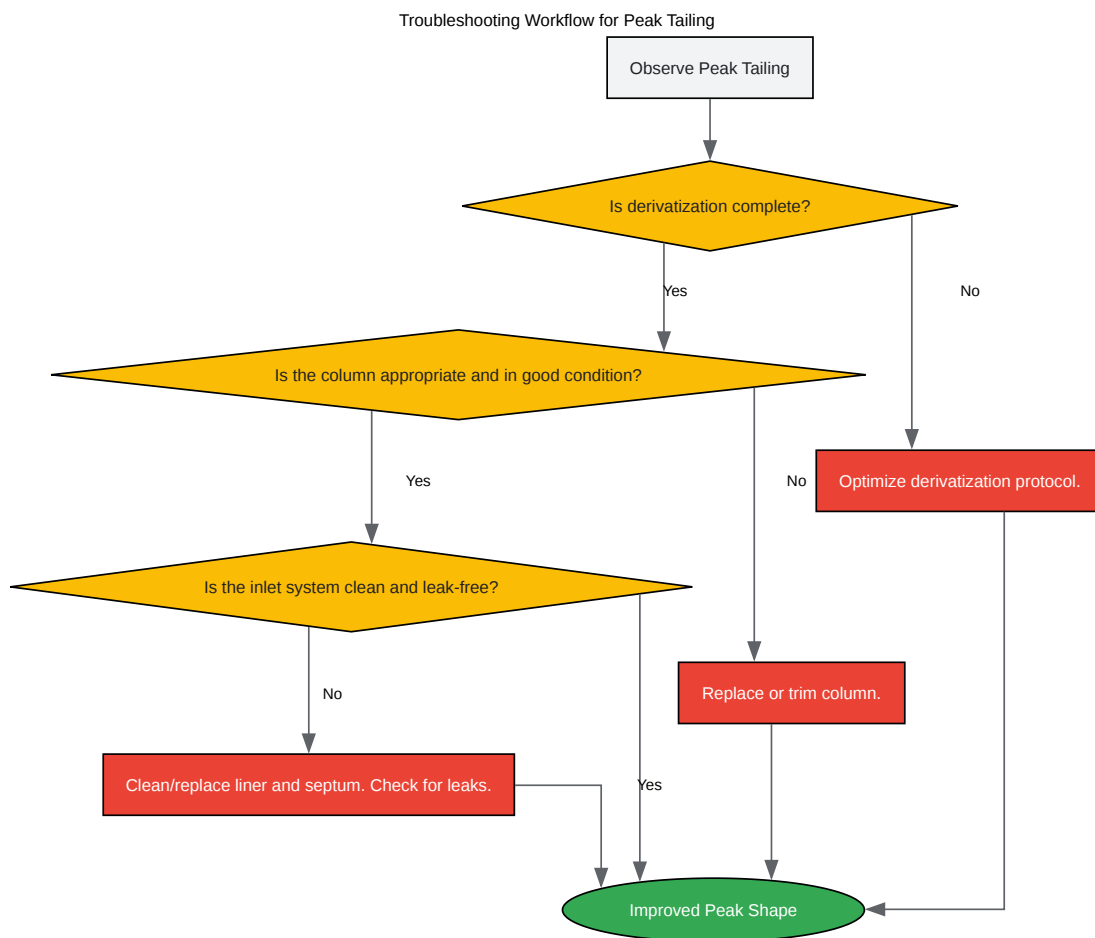 Troubleshooting Workflow for Peak Tailing
Observe Peak Tailing
Is derivatization complete?
Yes
No
Is the column appropriate and in good condition?
Yes
No
Optimize derivatization protocol.
Is the inlet system clean and leak-free?
No
Replace or trim column.
Clean/replace liner and septum. Check for leaks.
Yes
Improved Peak Shape